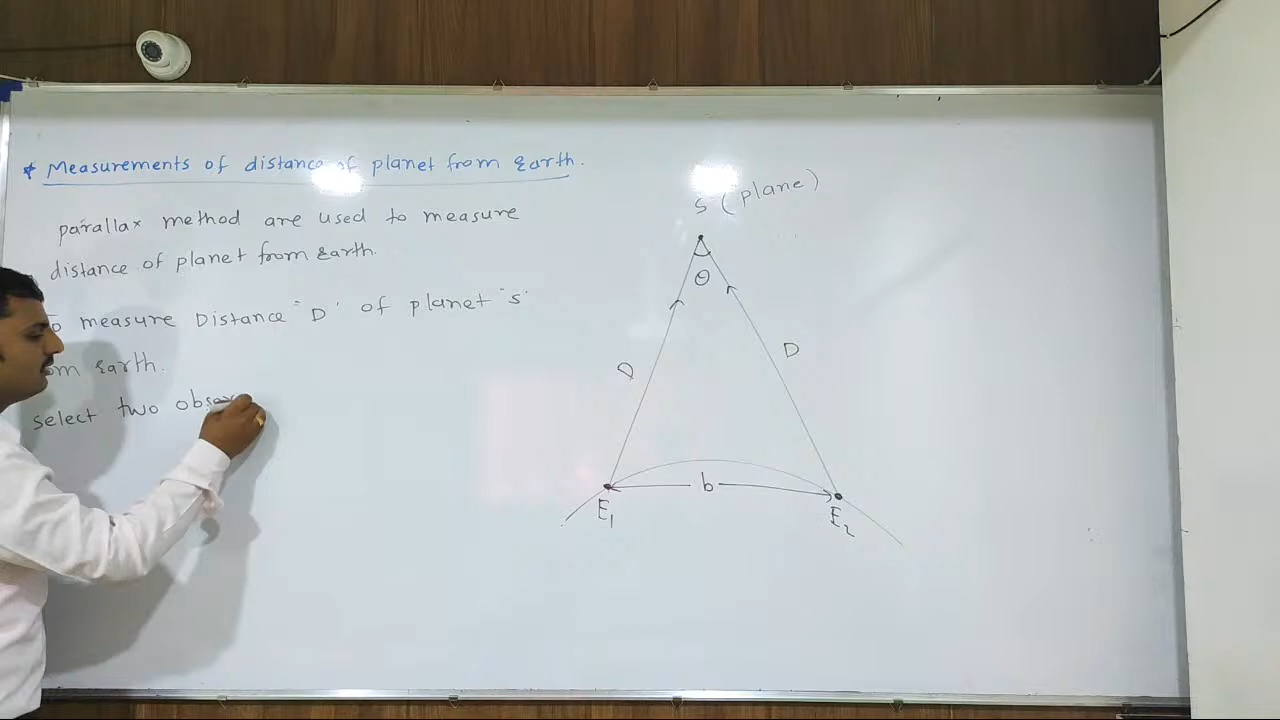 * Measurements of distance of planet from Earth.
parallax method are used to measure
distance of planet from Earth.
measure Distance "D" of planet "S"
Earth.
select two
S (plane)
θ
D
D
b
E1
E2